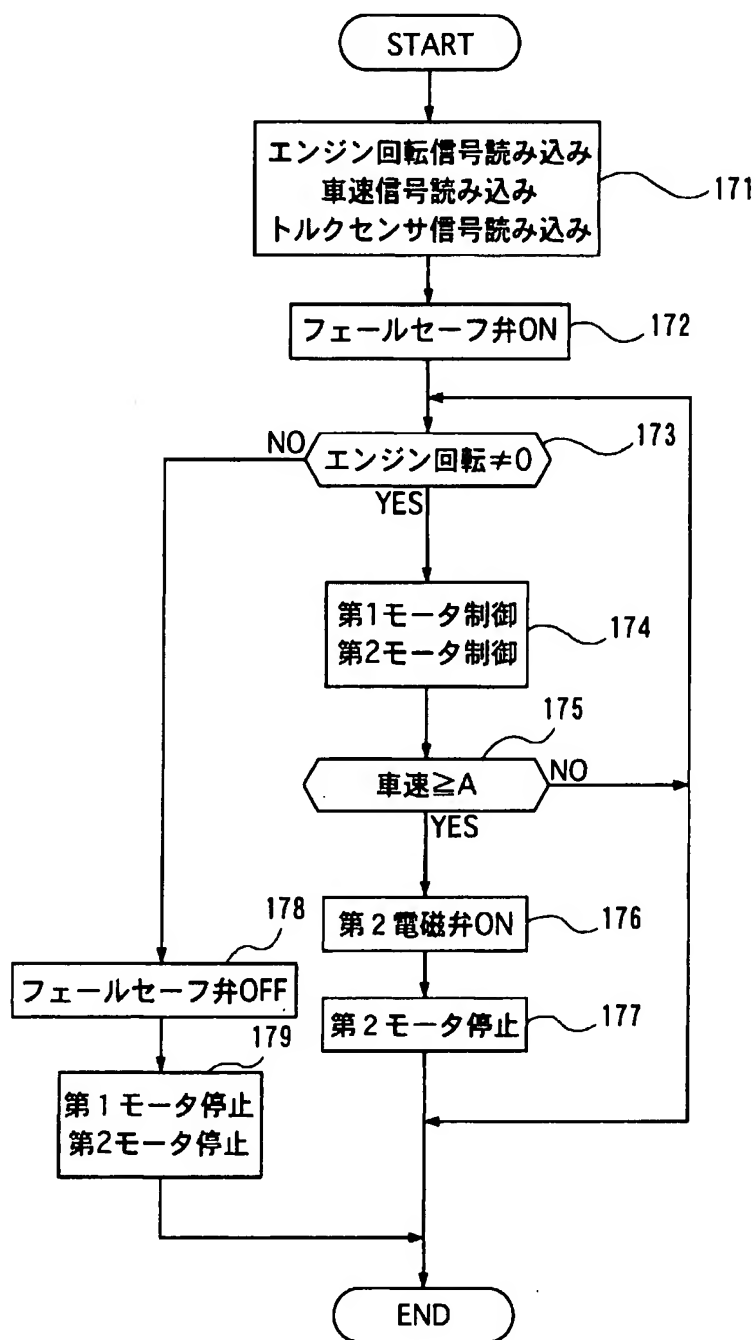 START
エンジン回転信号読み込み
車速信号読み込み
トルクセンサ信号読み込み
171
フェールセーフ弁ON
172
エンジン回転≠0
173
NO
YES
第1モータ制御
第2モータ制御
174
175
車速≧A
NO
YES
第2電磁弁ON
176
178
フェールセーフ弁OFF
第2モータ停止
177
179
第1モータ停止
第2モータ停止
END